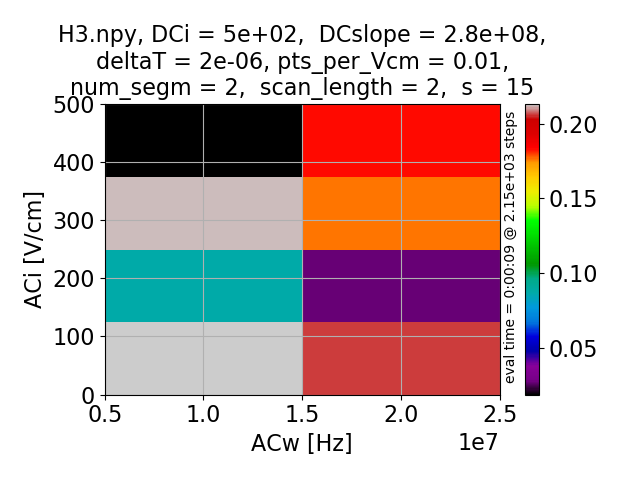 H3.npy, DCi = 5e+02,  DCslope = 2.8e+08,
deltaT = 2e-06, pts_per_Vcm = 0.01,
num_segm = 2,  scan_length = 2,  s = 15
500
400
300
200
100
0
ACi [V/cm]
0.5
1.0
1.5
2.0
2.5
1e7
ACw [Hz]
eval time = 0:00:09 @ 2.15e+03 steps
0.20
0.15
0.10
0.05